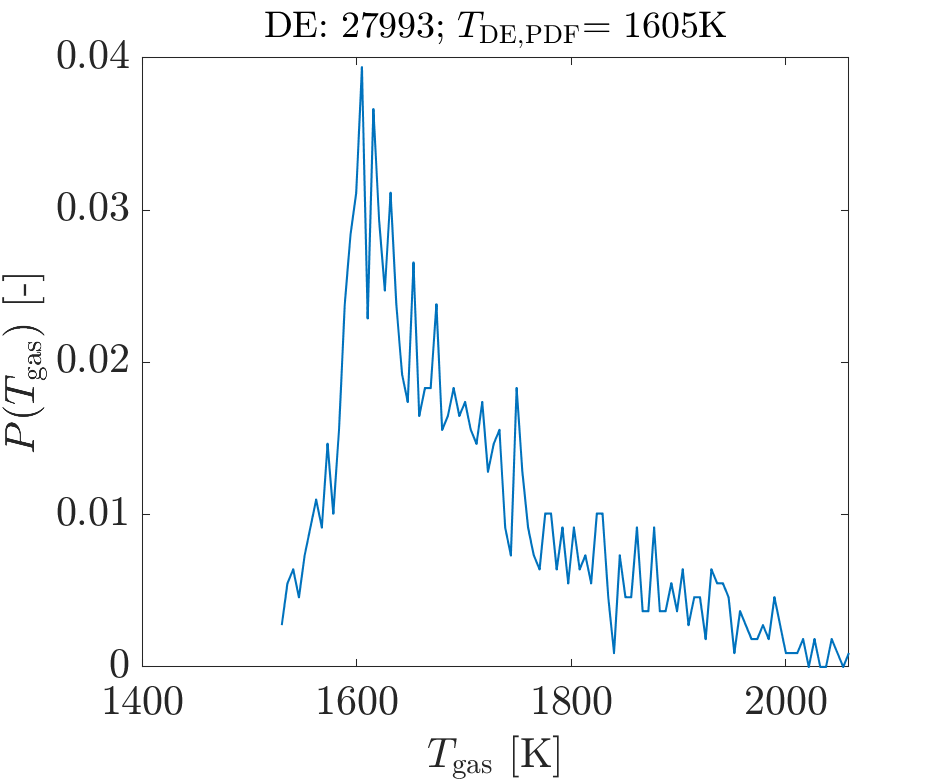 DE: 27993; T_DE,PDF= 1605K
0.04
0.03
0.02
0.01
0
P(T_gas) [-]
1400 1600 1800 2000
T_gas [K]